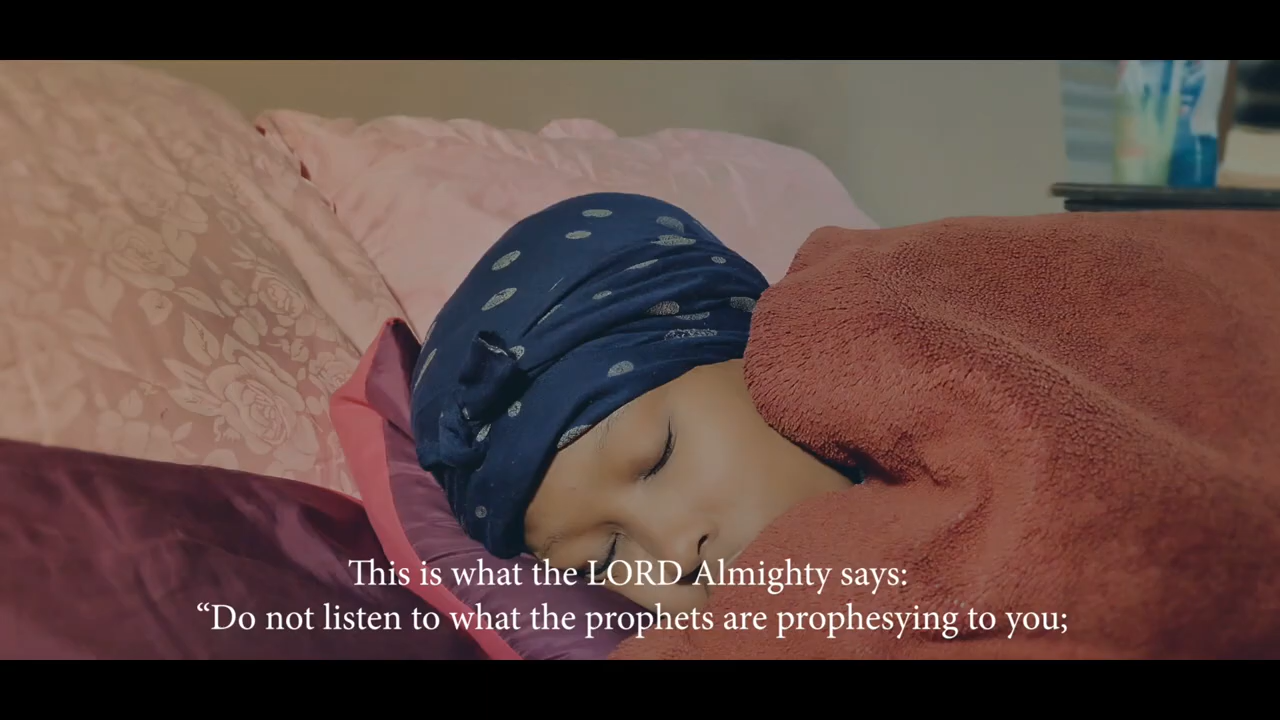 This is what the LORD Almighty says:
“Do not listen to what the prophets are prophesying to you;